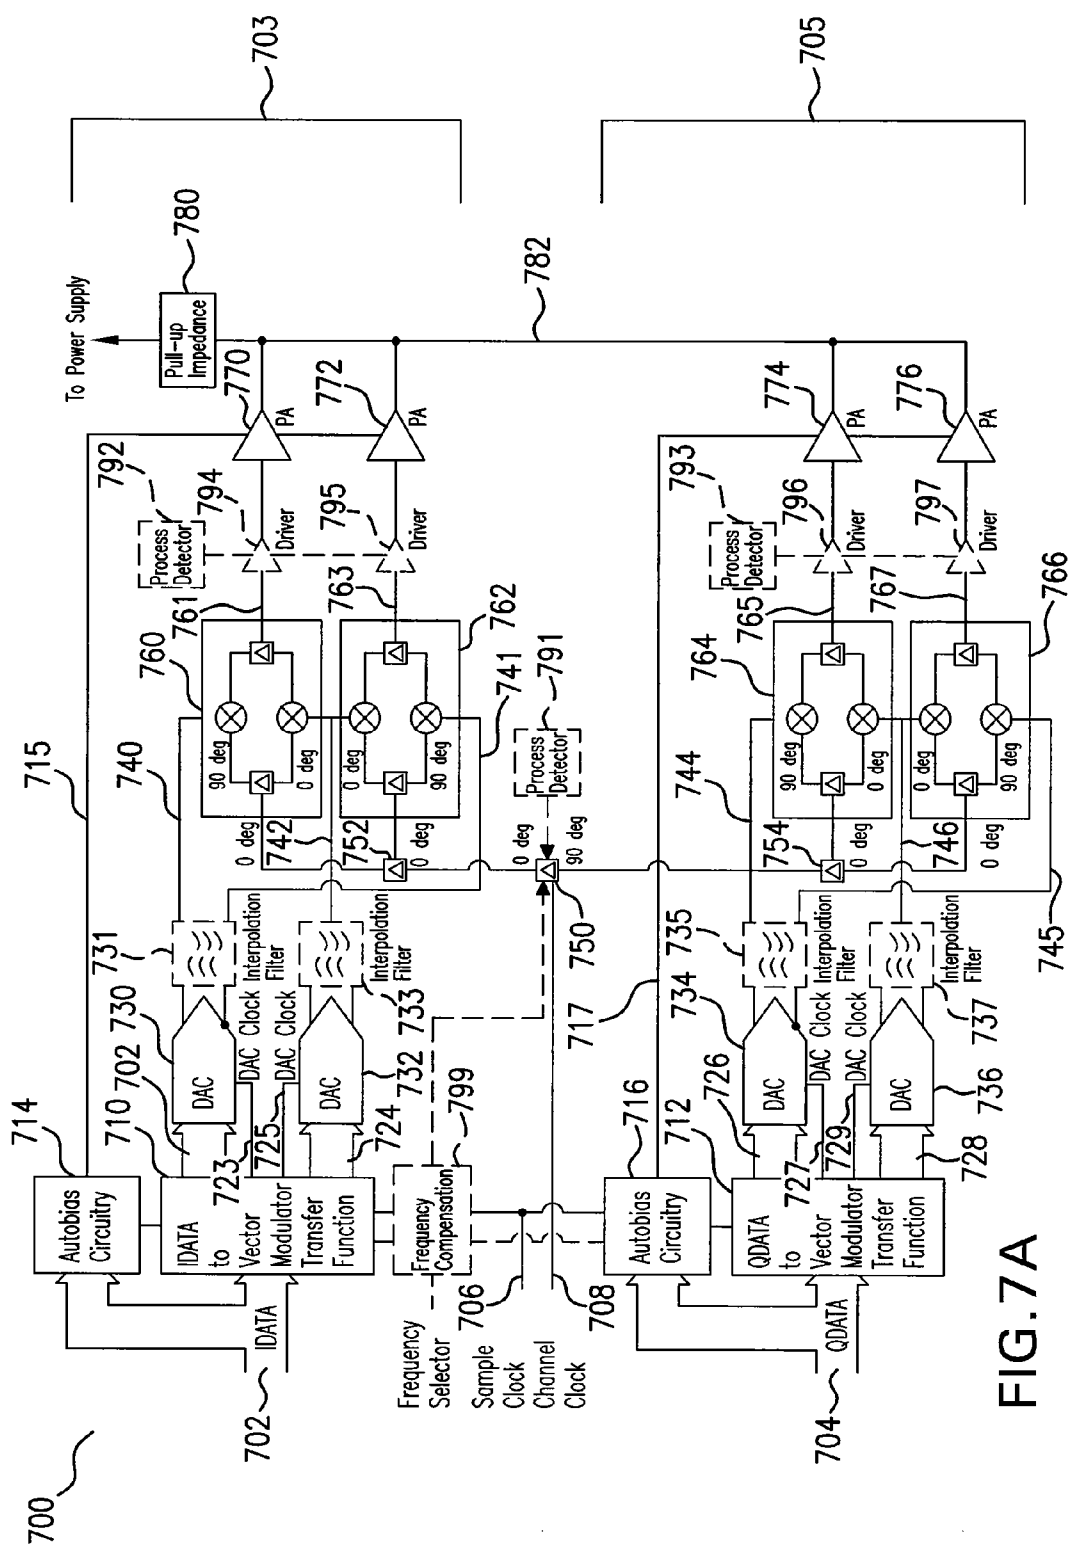 700
703
705
To Power Supply
Pull-up
Impedance
780
782
770
772
774
776
PA
PA
PA
PA
715
717
792
794
795
793
796
797
Process
Detector
Process
Detector
Driver
Driver
Driver
Driver
761
763
765
767
760
762
764
766
741
791
Process
Detector
740
742
744
746
745
90 deg
0 deg
0 deg
90 deg
90 deg
0 deg
0 deg
90 deg
0 deg
0 deg
0 deg
90 deg
0 deg
0 deg
752
750
754
731
733
735
737
Interpolation
Filter
Interpolation
Filter
Interpolation
Filter
Interpolation
Filter
730
732
734
736
DAC
DAC
DAC
DAC
DAC Clock
DAC Clock
DAC Clock
DAC Clock
702
723
725
724
726
727
729
728
714
710
716
712
Autobias
Circuitry
IDATA
to
Vector
Modulator
Transfer
Function
799
Frequency
Compensation
Autobias
Circuitry
QDATA
to
Vector
Modulator
Transfer
Function
IDATA
702
Frequency
Selector
706
Sample
Clock
708
Channel
Clock
QDATA
704
FIG.7A